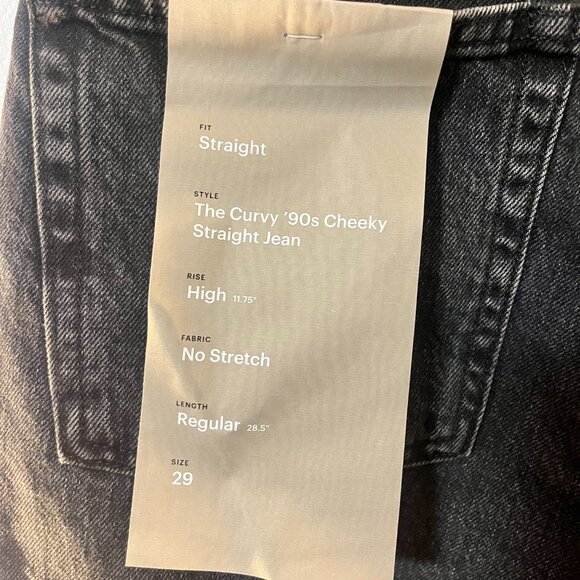 FIT
Straight
STYLE
The Curvy ’90s Cheeky
Straight Jean
RISE
High 11.75"
FABRIC
No Stretch
LENGTH
Regular 28.5"
SIZE
29